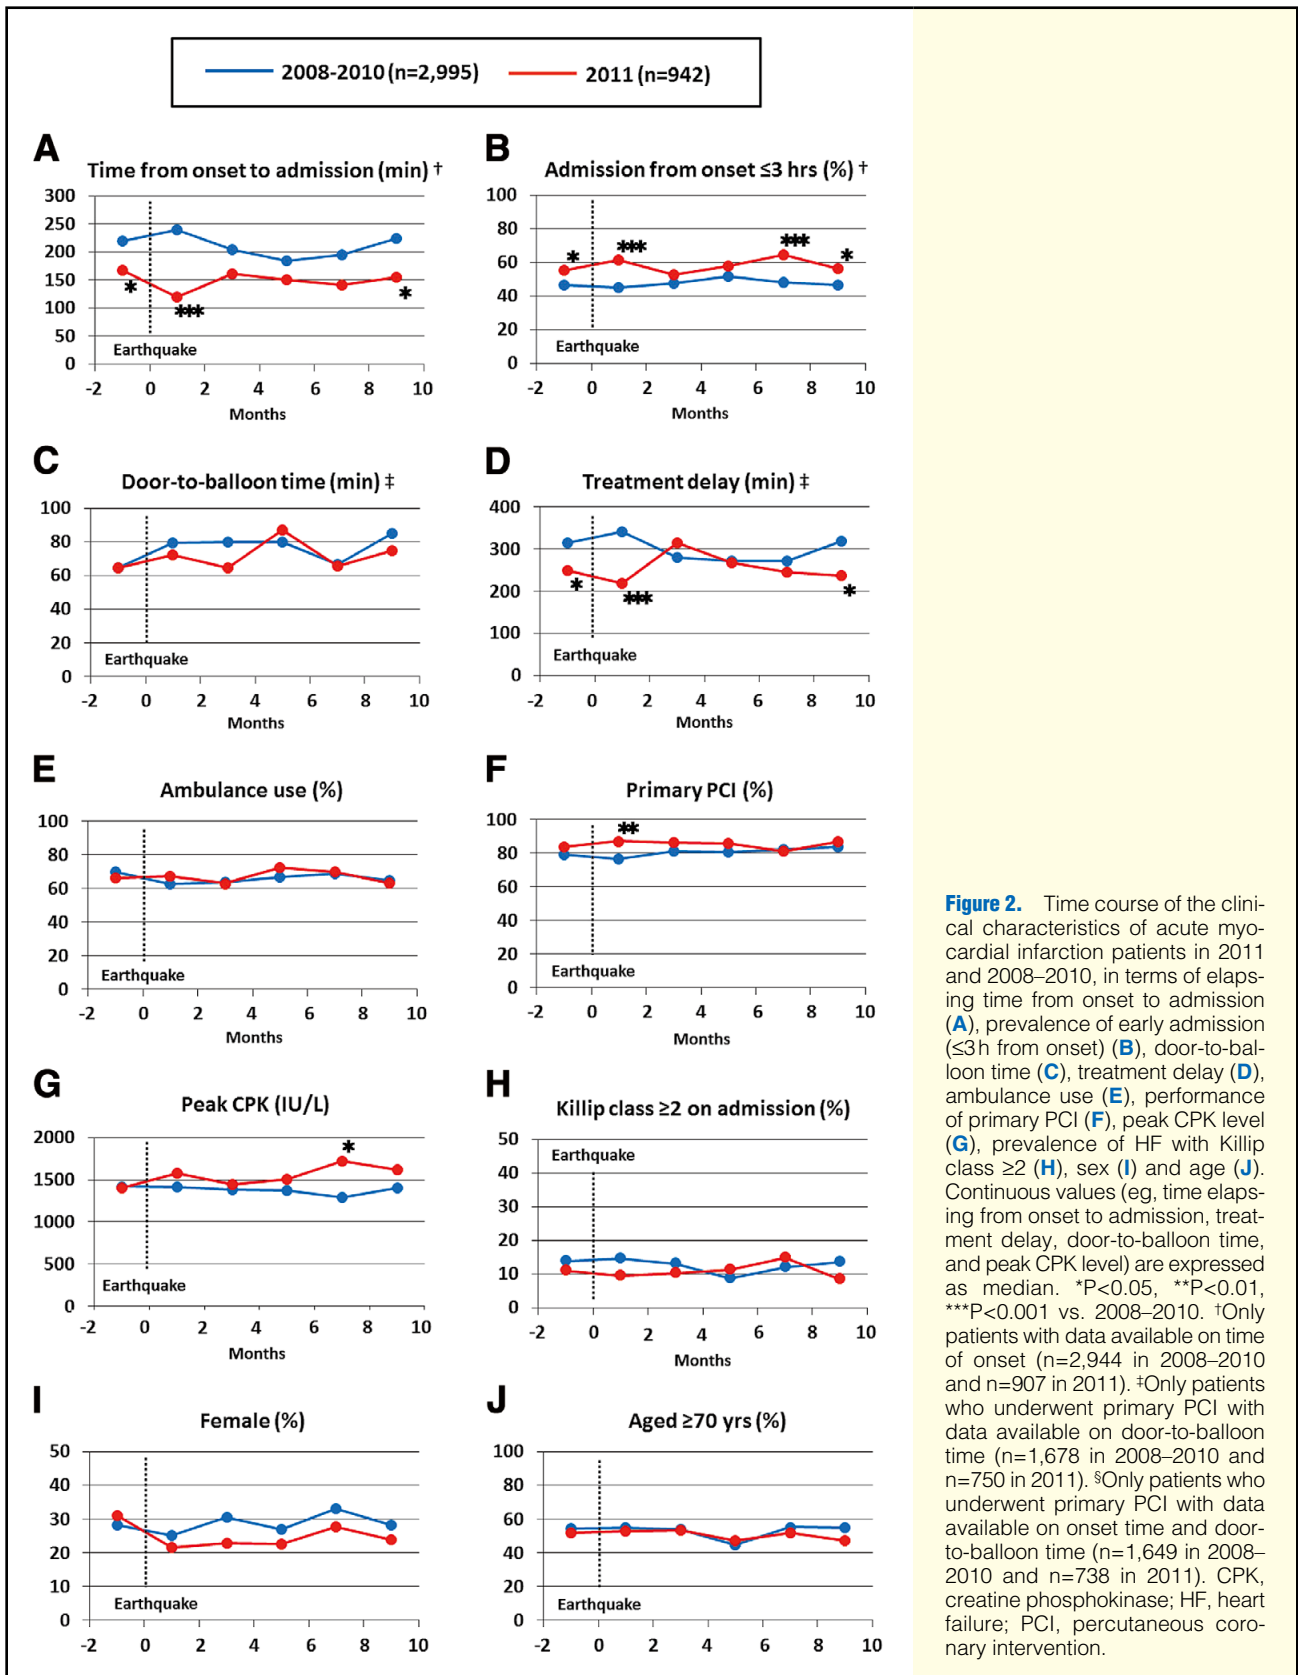 2008-2010 (n=2,995)
2011 (n=942)
A
Time from onset to admission (min) †
300
250
200
150
100
50
0
*
***
*
Earthquake
-2 0 2 4 6 8 10
Months
B
Admission from onset ≤3 hrs (%) †
100
80
60
40
20
0
*
***
***
*
Earthquake
-2 0 2 4 6 8 10
Months
C
Door-to-balloon time (min) ‡
100
80
60
40
20
0
Earthquake
-2 0 2 4 6 8 10
Months
D
Treatment delay (min) ‡
400
300
200
100
0
*
***
*
Earthquake
-2 0 2 4 6 8 10
Months
E
Ambulance use (%)
100
80
60
40
20
0
Earthquake
-2 0 2 4 6 8 10
Months
F
Primary PCI (%)
100
80
60
40
20
0
**
Earthquake
-2 0 2 4 6 8 10
Months
G
Peak CPK (IU/L)
2000
1500
1000
500
0
*
Earthquake
-2 0 2 4 6 8 10
Months
H
Killip class ≥2 on admission (%)
50
40
30
20
10
0
Earthquake
-2 0 2 4 6 8 10
Months
I
Female (%)
50
40
30
20
10
0
Earthquake
-2 0 2 4 6 8 10
J
Aged ≥70 yrs (%)
100
80
60
40
20
0
Earthquake
-2 0 2 4 6 8 10
Figure 2. Time course of the clini-
cal characteristics of acute myo-
cardial infarction patients in 2011
and 2008–2010, in terms of elaps-
ing time from onset to admission
(A), prevalence of early admission
(≤3 h from onset) (B), door-to-bal-
loon time (C), treatment delay (D),
ambulance use (E), performance
of primary PCI (F), peak CPK level
(G), prevalence of HF with Killip
class ≥2 (H), sex (I) and age (J).
Continuous values (eg, time elaps-
ing from onset to admission, treat-
ment delay, door-to-balloon time,
and peak CPK level) are expressed
as median. *P<0.05, **P<0.01,
***P<0.001 vs. 2008–2010. †Only
patients with data available on time
of onset (n=2,944 in 2008–2010
and n=907 in 2011). ‡Only patients
who underwent primary PCI with
data available on door-to-balloon
time (n=1,678 in 2008–2010 and
n=750 in 2011). §Only patients who
underwent primary PCI with data
available on onset time and door-
to-balloon time (n=1,649 in 2008–
2010 and n=738 in 2011). CPK,
creatine phosphokinase; HF, heart
failure; PCI, percutaneous coro-
nary intervention.